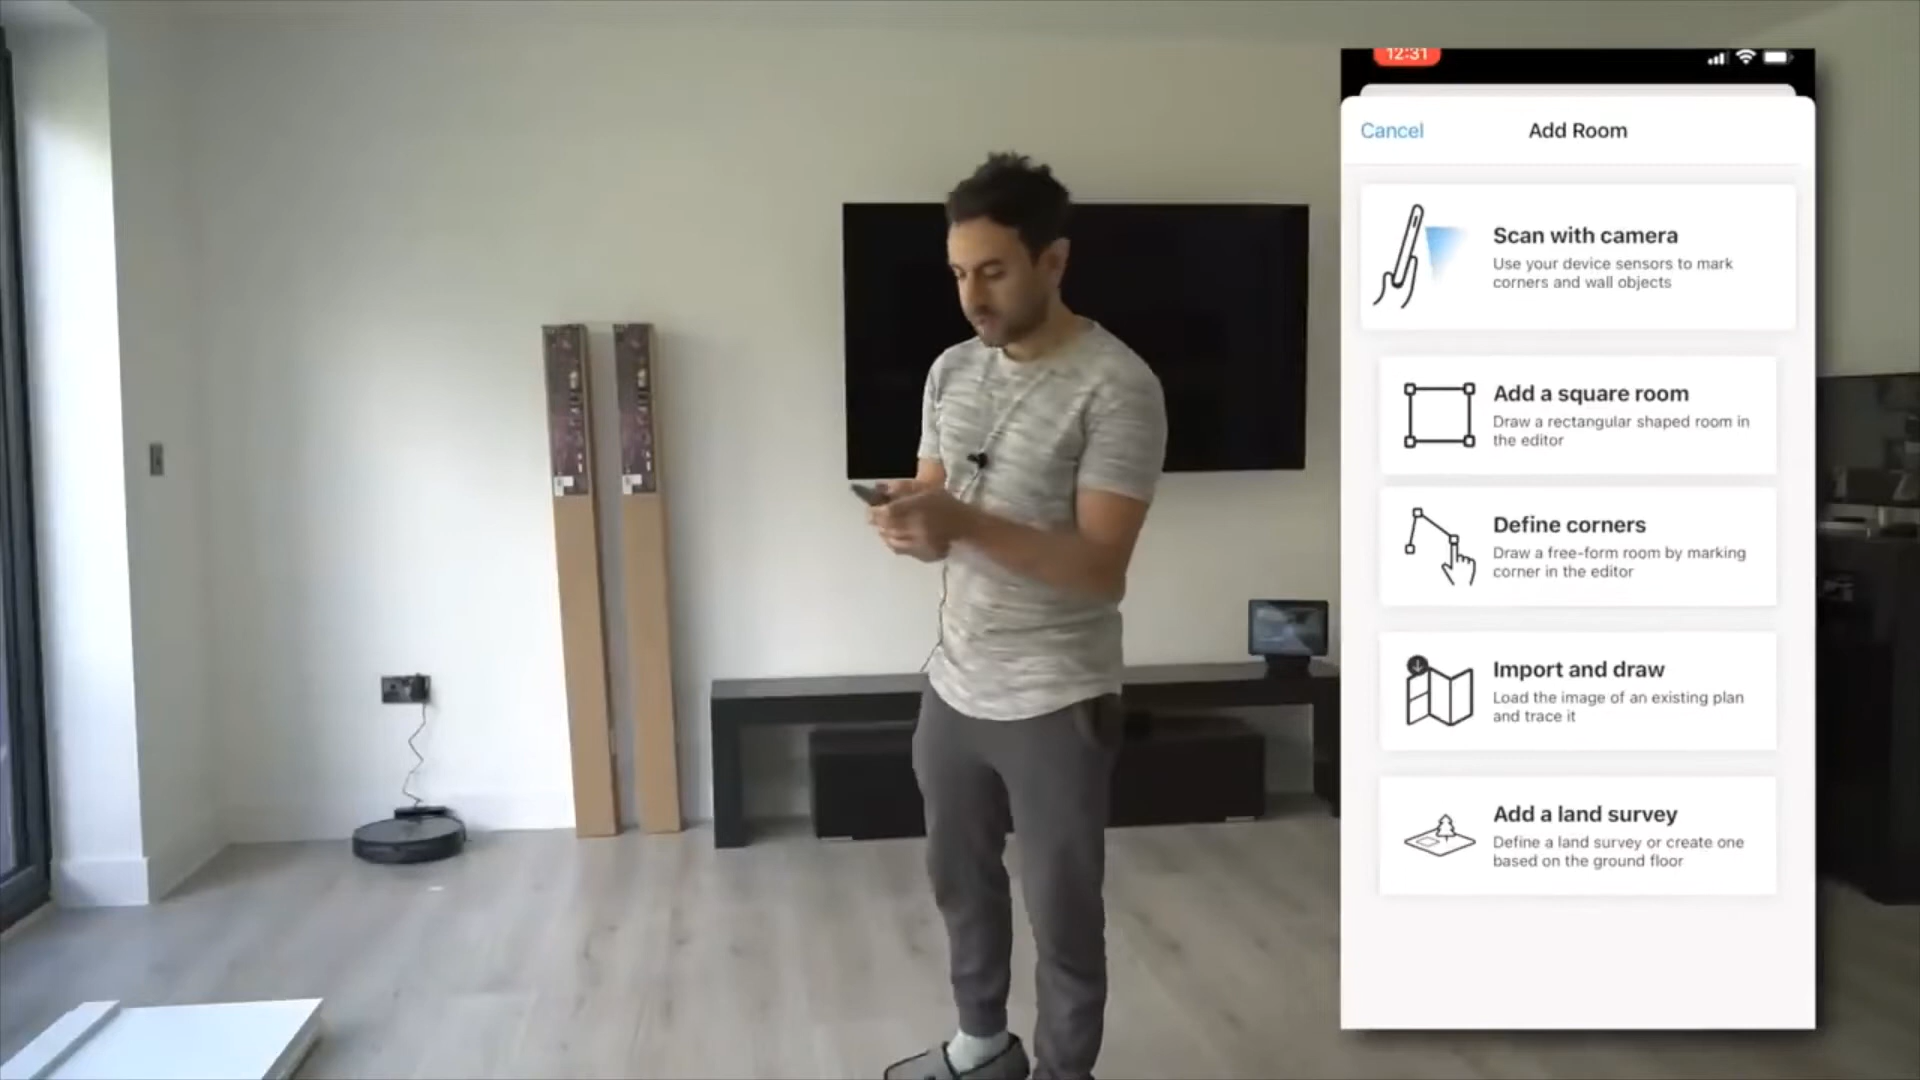 12:31
Cancel
Add Room
Scan with camera
Use your device sensors to mark
corners and wall objects
Add a square room
Draw a rectangular shaped room in
the editor
Define corners
Draw a free-form room by marking
corner in the editor
Import and draw
Load the image of an existing plan
and trace it
Add a land survey
Define a land survey or create one
based on the ground floor